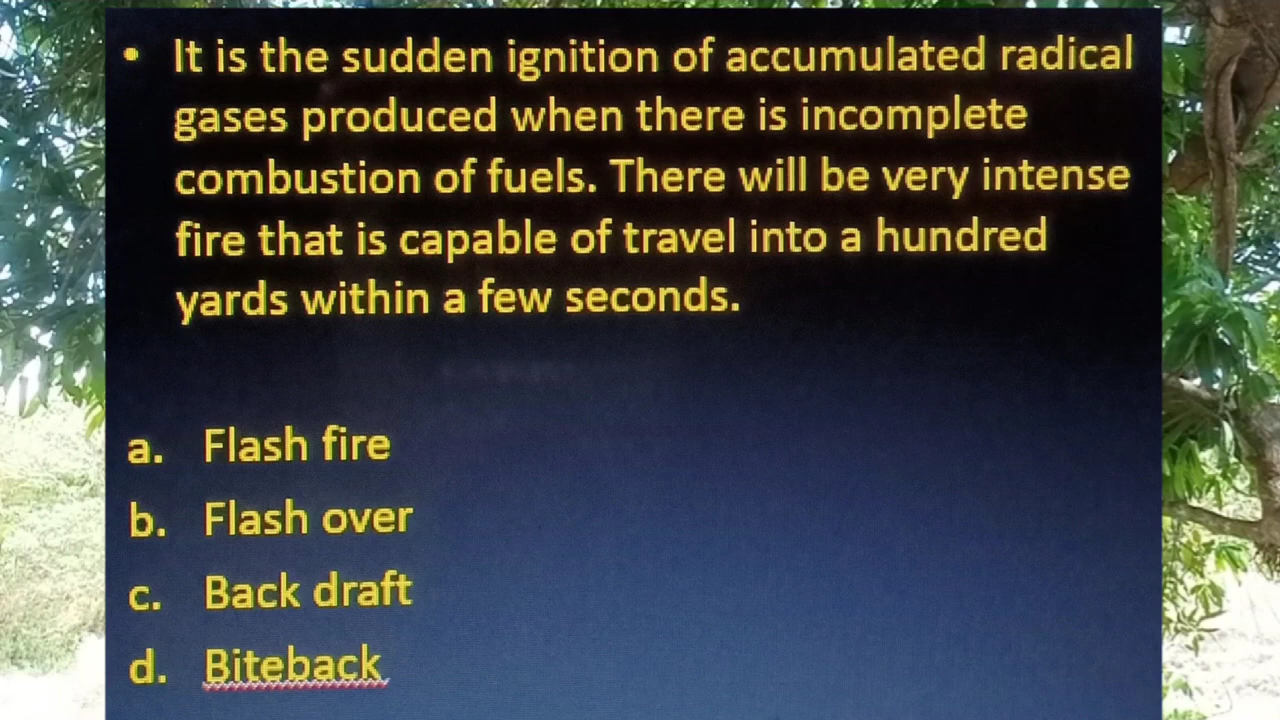 • It is the sudden ignition of accumulated radical
gases produced when there is incomplete
combustion of fuels. There will be very intense
fire that is capable of travel into a hundred
yards within a few seconds.
a. Flash fire
b. Flash over
c. Back draft
d. Biteback